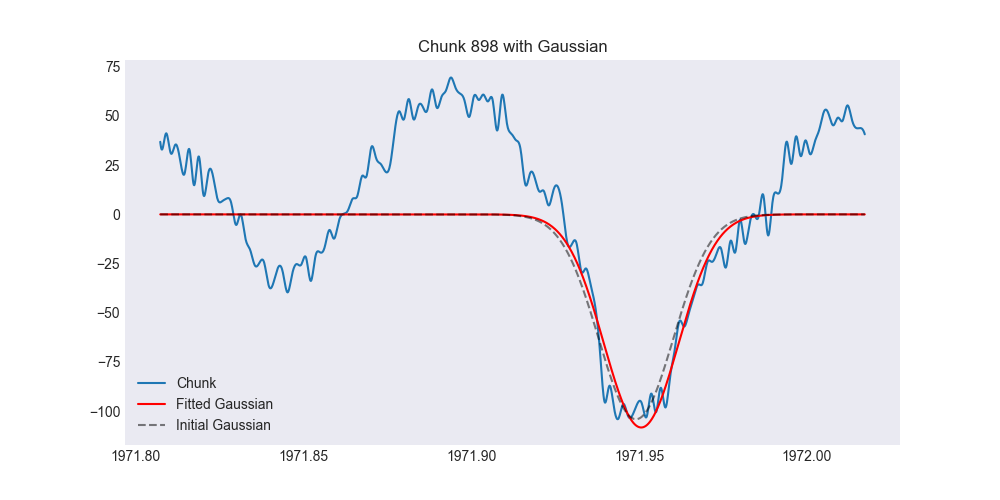 Chunk 898 with Gaussian
75
50
25
0
−25
−50
−75
−100
Chunk
Fitted Gaussian
Initial Gaussian
1971.80 1971.85 1971.90 1971.95 1972.00